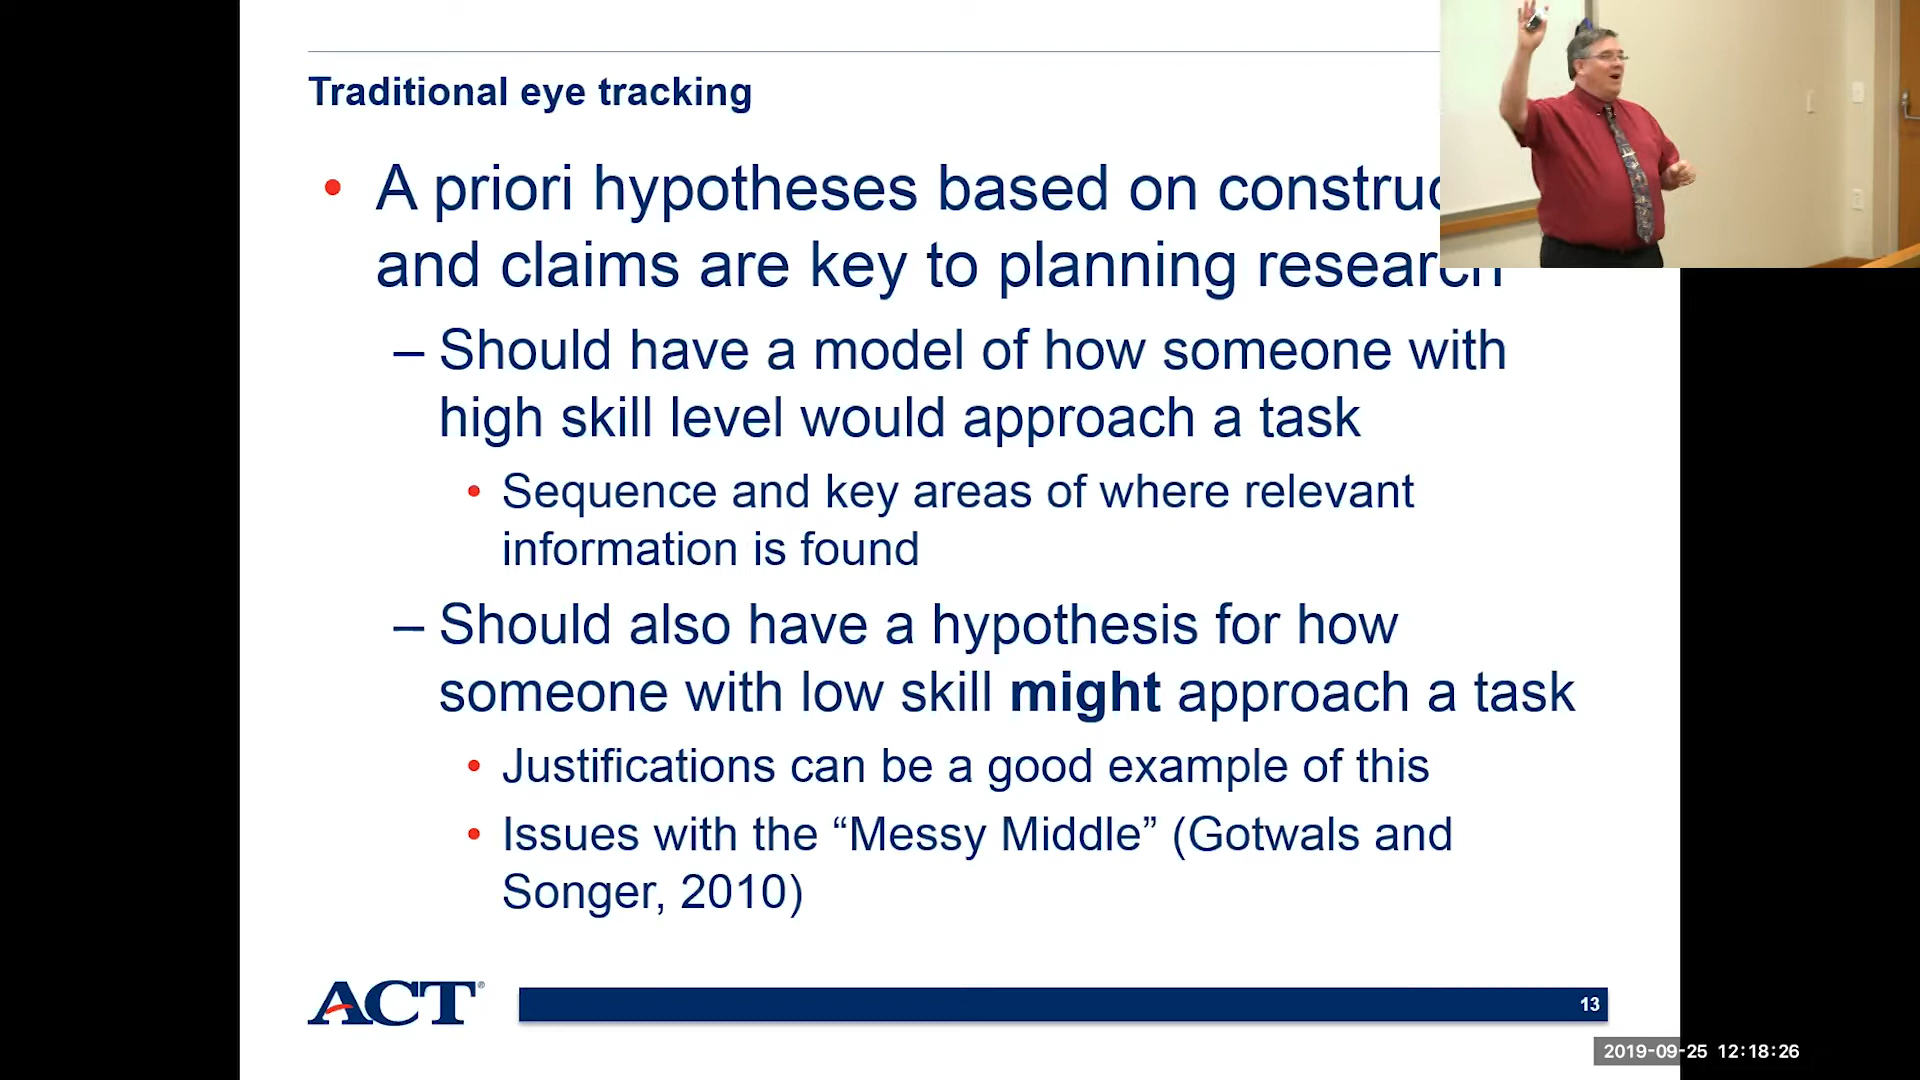 Traditional eye tracking
• A priori hypotheses based on
and claims are key to planning research
– Should have a model of how someone with
high skill level would approach a task
• Sequence and key areas of where relevant
information is found
– Should also have a hypothesis for how
someone with low skill might approach a task
• Justifications can be a good example of this
• Issues with the “Messy Middle” (Gotwals and
Songer, 2010)
ACT®
13
2019-09-25 12:18:26